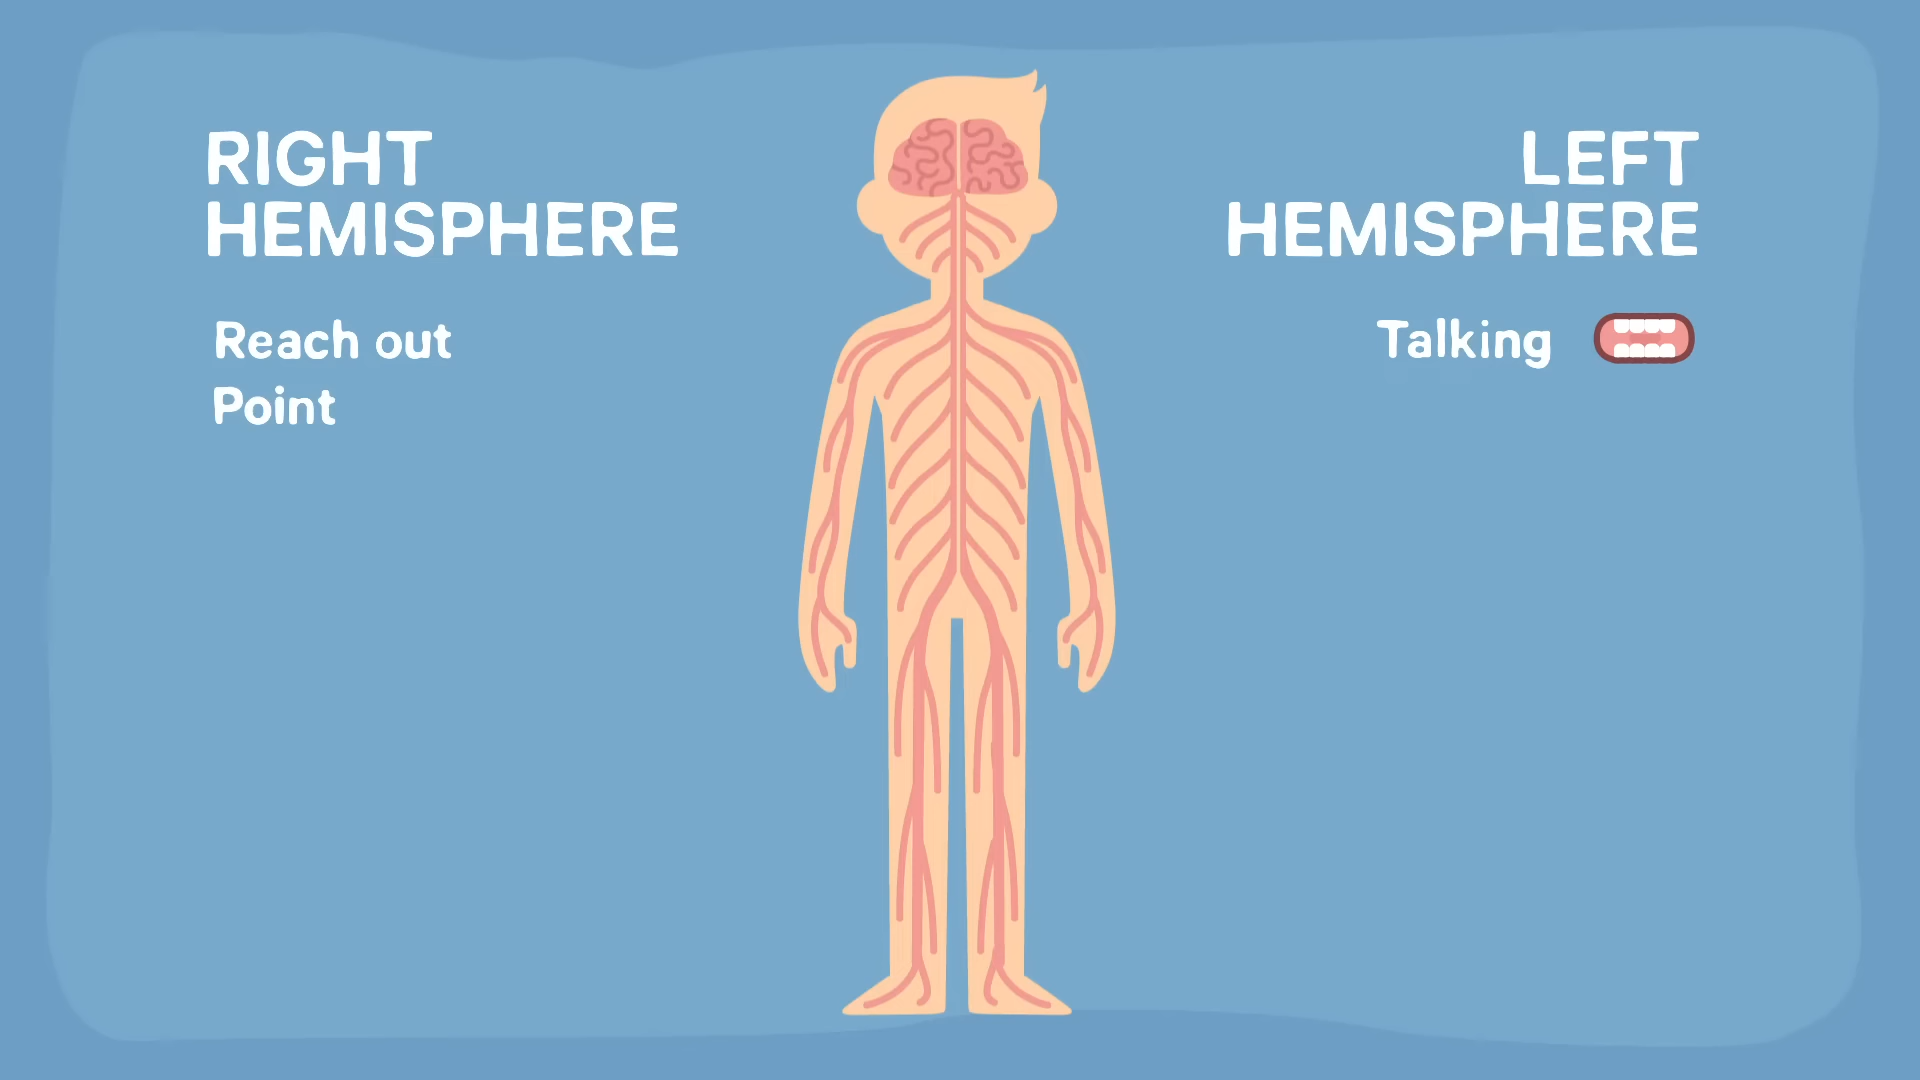 RIGHT
HEMISPHERE
Reach out
Point
LEFT
HEMISPHERE
Talking